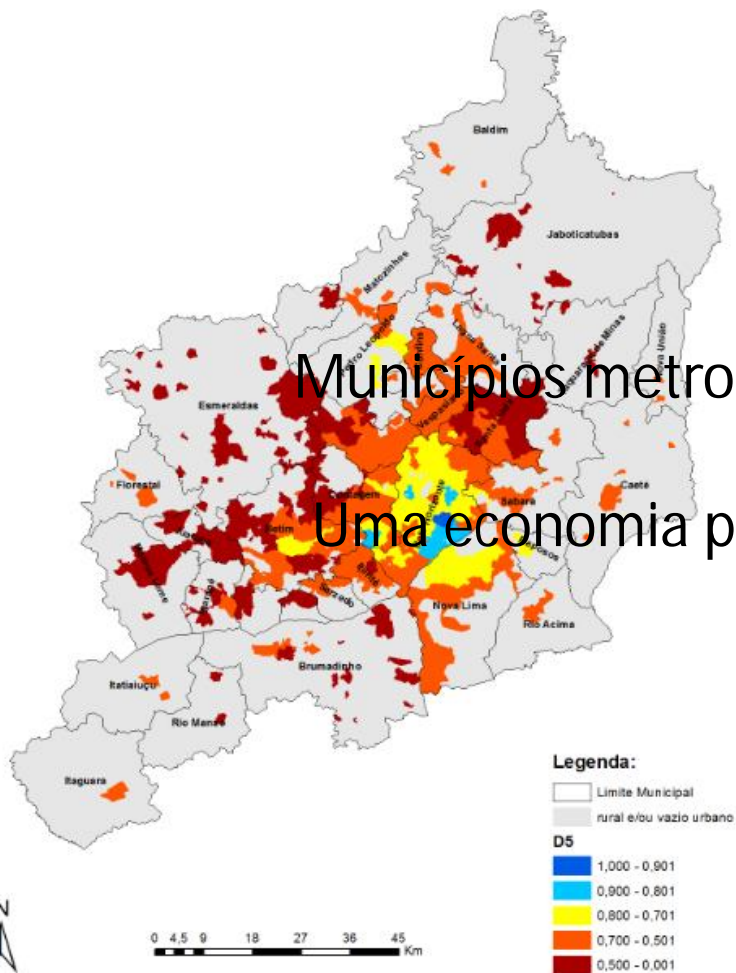 Baldim
Jaboticatubas
Matozinhos
Municípios metro
Esmeraldas
Nova União
Florestal
Contagem
Sabará
Caeté
Betim
Uma economia p
Sarzedo
Nova Lima
Rio Acima
Brumadinho
Itatiaiuçu
Rio Manso
Itaguara
Legenda:
Limite Municipal
rural e/ou vazio urbano
D5
1,000 - 0,901
0,900 - 0,801
0,800 - 0,701
0,700 - 0,501
0,500 - 0,001
N
0 4,5 9 18 27 36 45
Km